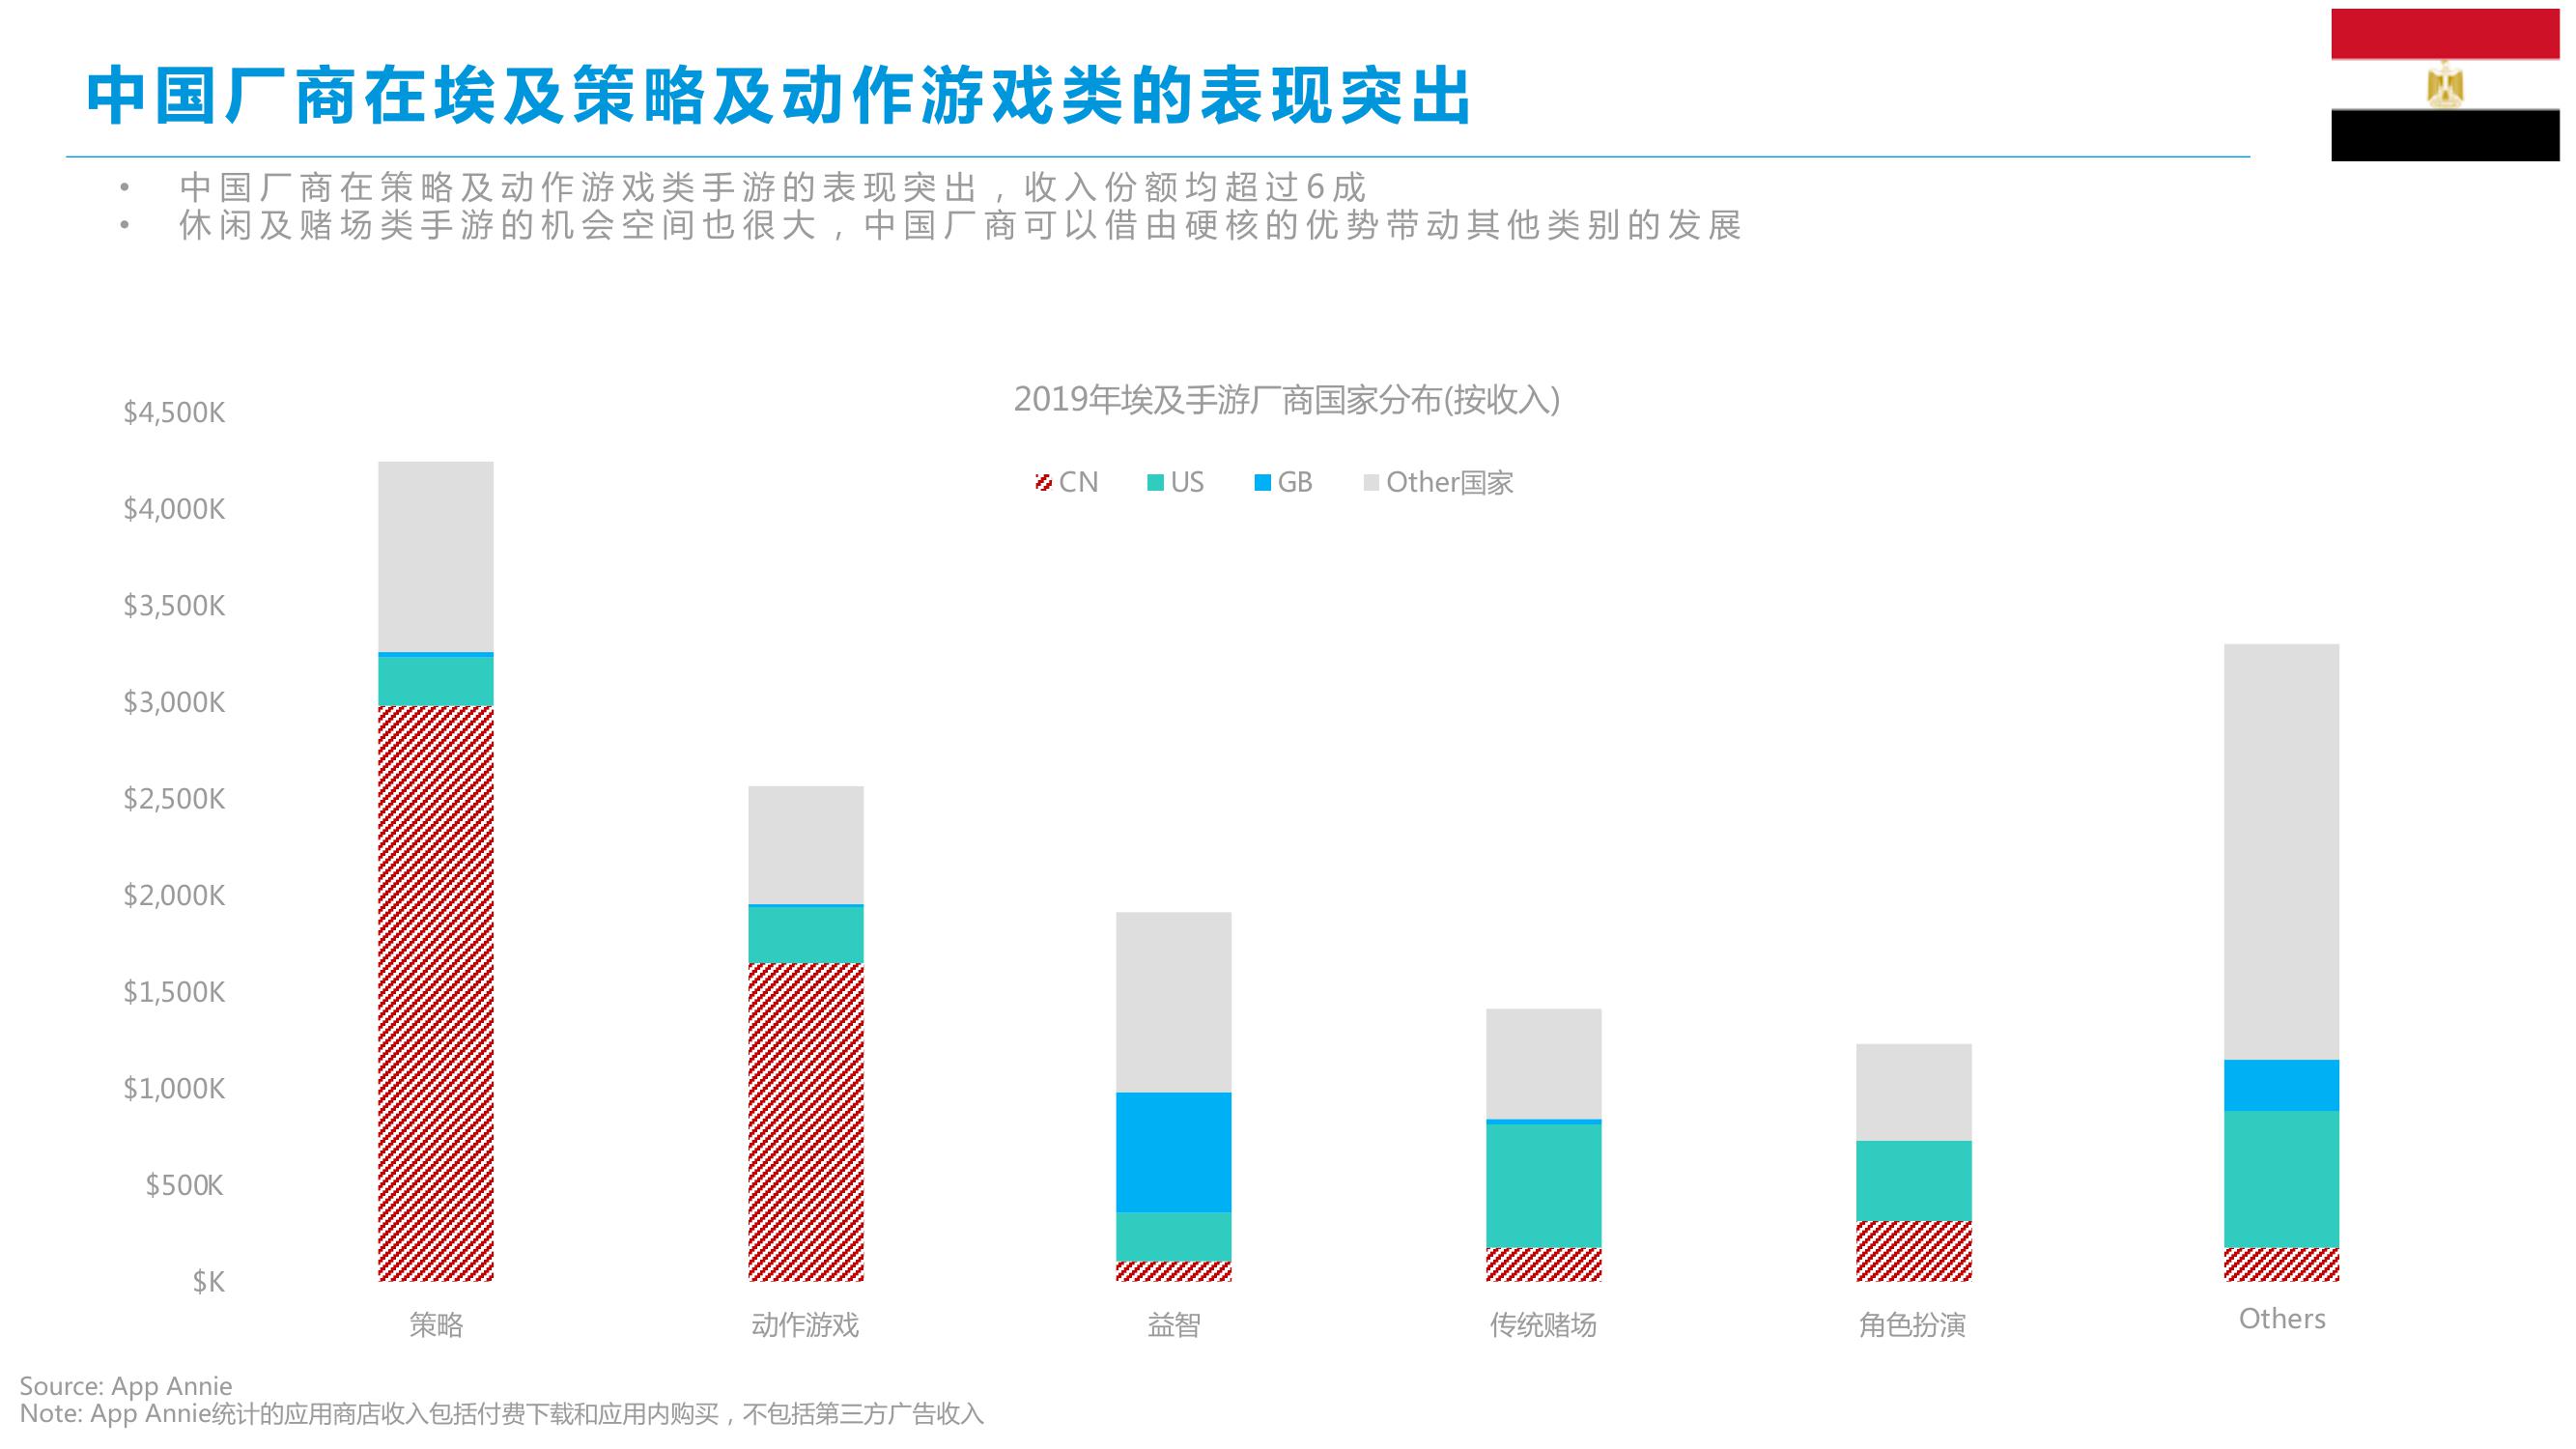 中国厂商在埃及策略及动作游戏类的表现突出
• 中国厂商在策略及动作游戏类手游的表现突出，收入份额均超过6成
• 休闲及赌场类手游的机会空间也很大，中国厂商可以借由硬核的优势带动其他类别的发展
2019年埃及手游厂商国家分布(按收入)
CN US GB Other国家
$4,500K
$4,000K
$3,500K
$3,000K
$2,500K
$2,000K
$1,500K
$1,000K
$500K
$K
策略 动作游戏 益智 传统赌场 角色扮演 Others
Source: App Annie
Note: App Annie统计的应用商店收入包括付费下载和应用内购买，不包括第三方广告收入